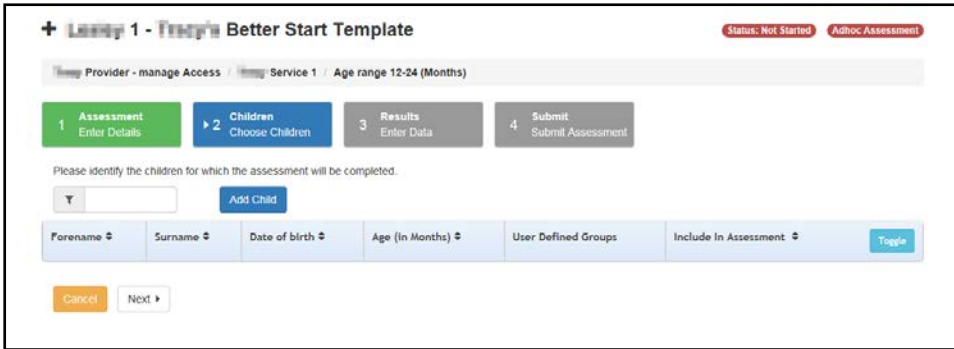 1 - Better Start Template
Status: Not Started Adhoc Assessment
Provider - manage Access / Service 1 / Age range 12-24 (Months)
1 Assessment Enter Details
2 Children Choose Children
3 Results Enter Data
4 Submit Submit Assessment
Please identify the children for which the assessment will be completed.
Add Child
Forename Surname Date of birth Age (in Months) User Defined Groups Include In Assessment Toggle
Cancel Next